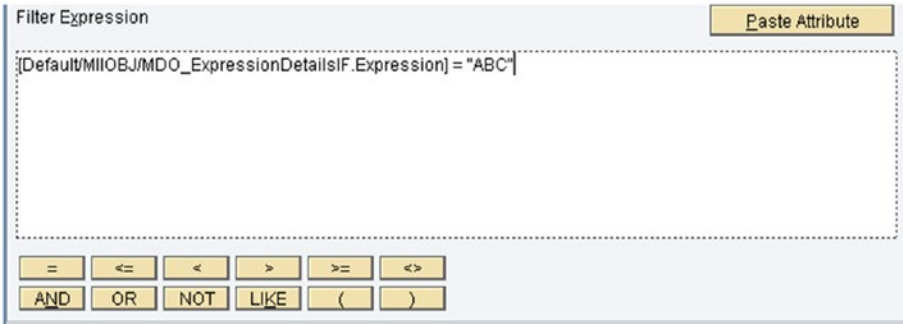 Filter Expression
Paste Attribute
[Default/MIIOBJ/MDO_ExpressionDetailsIF.Expression] = "ABC"
= <= < > >= <>
AND OR NOT LIKE ( )